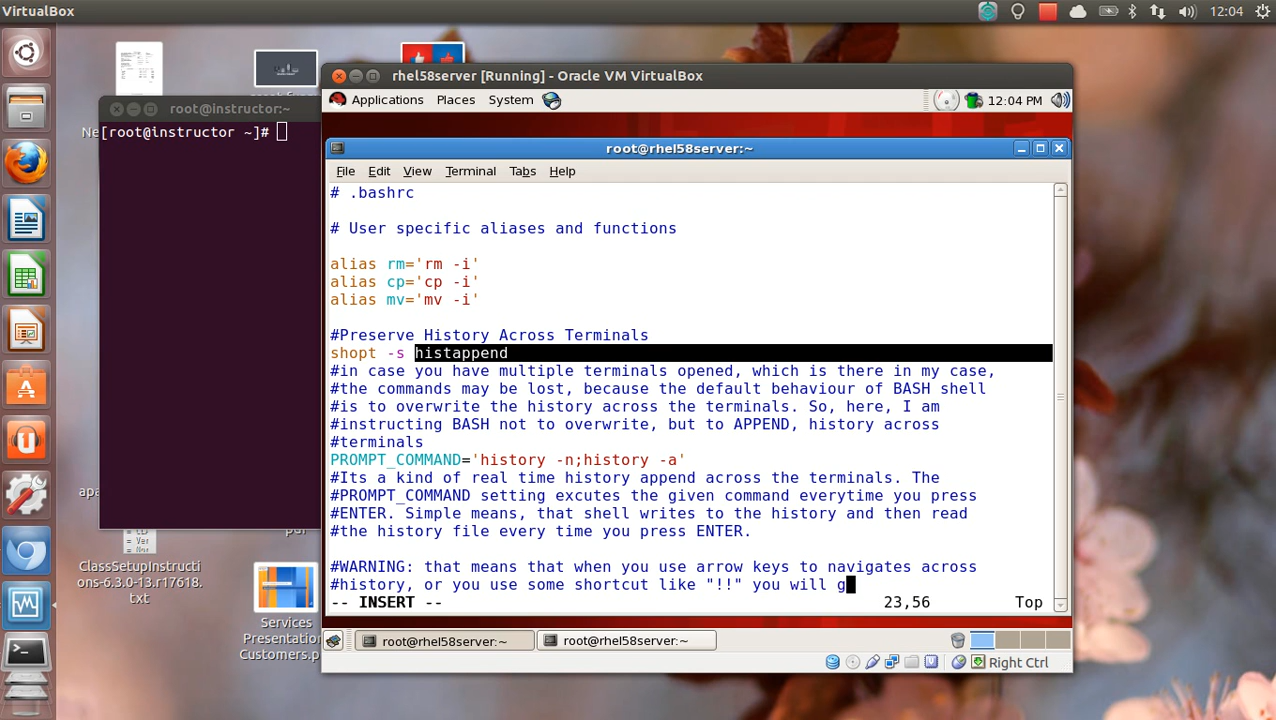 VirtualBox
12:04
root@instructor:~
Ne
[root@instructor ~]#
rhel58server [Running] - Oracle VM VirtualBox
Applications Places System
12:04 PM
root@rhel58server:~
File Edit View Terminal Tabs Help
# .bashrc
# User specific aliases and functions
alias rm='rm -i'
alias cp='cp -i'
alias mv='mv -i'
#Preserve History Across Terminals
shopt -s histappend
#in case you have multiple terminals opened, which is there in my case,
#the commands may be lost, because the default behaviour of BASH shell
#is to overwrite the history across the terminals. So, here, I am
#instructing BASH not to overwrite, but to APPEND, history across
#terminals
PROMPT_COMMAND='history -n;history -a'
#Its a kind of real time history append across the terminals. The
#PROMPT_COMMAND setting excutes the given command everytime you press
#ENTER. Simple means, that shell writes to the history and then read
#the history file every time you press ENTER.
#WARNING: that means that when you use arrow keys to navigates across
#history, or you use some shortcut like "!!" you will g
-- INSERT --
23,56
Top
root@rhel58server:~
root@rhel58server:~
Right Ctrl
apa
ClassSetupInstructi
ons-6.3.0-13.r17618.
txt
Services
Presentation
Customers.p